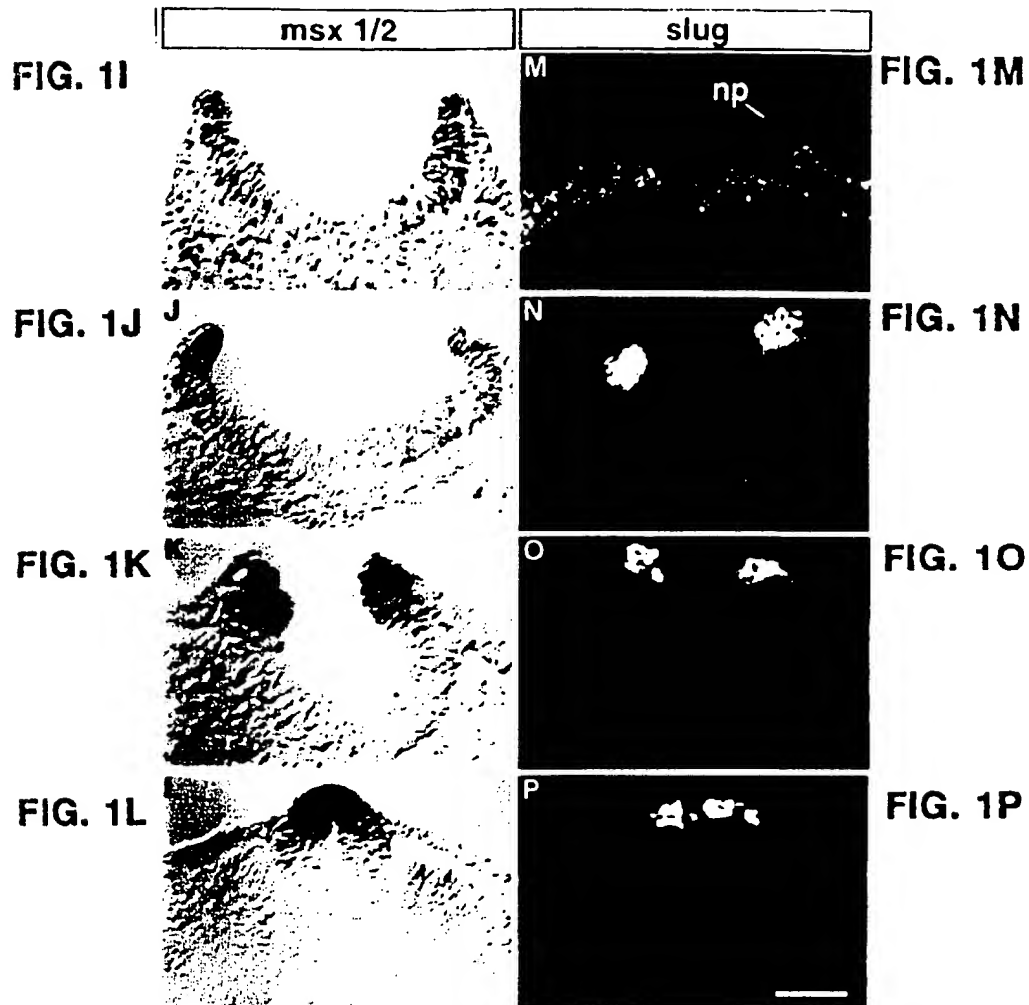 msx 1/2 slug
FIG. 1I M np FIG. 1M
FIG. 1J J N FIG. 1N
FIG. 1K K O FIG. 1O
FIG. 1L L P FIG. 1P